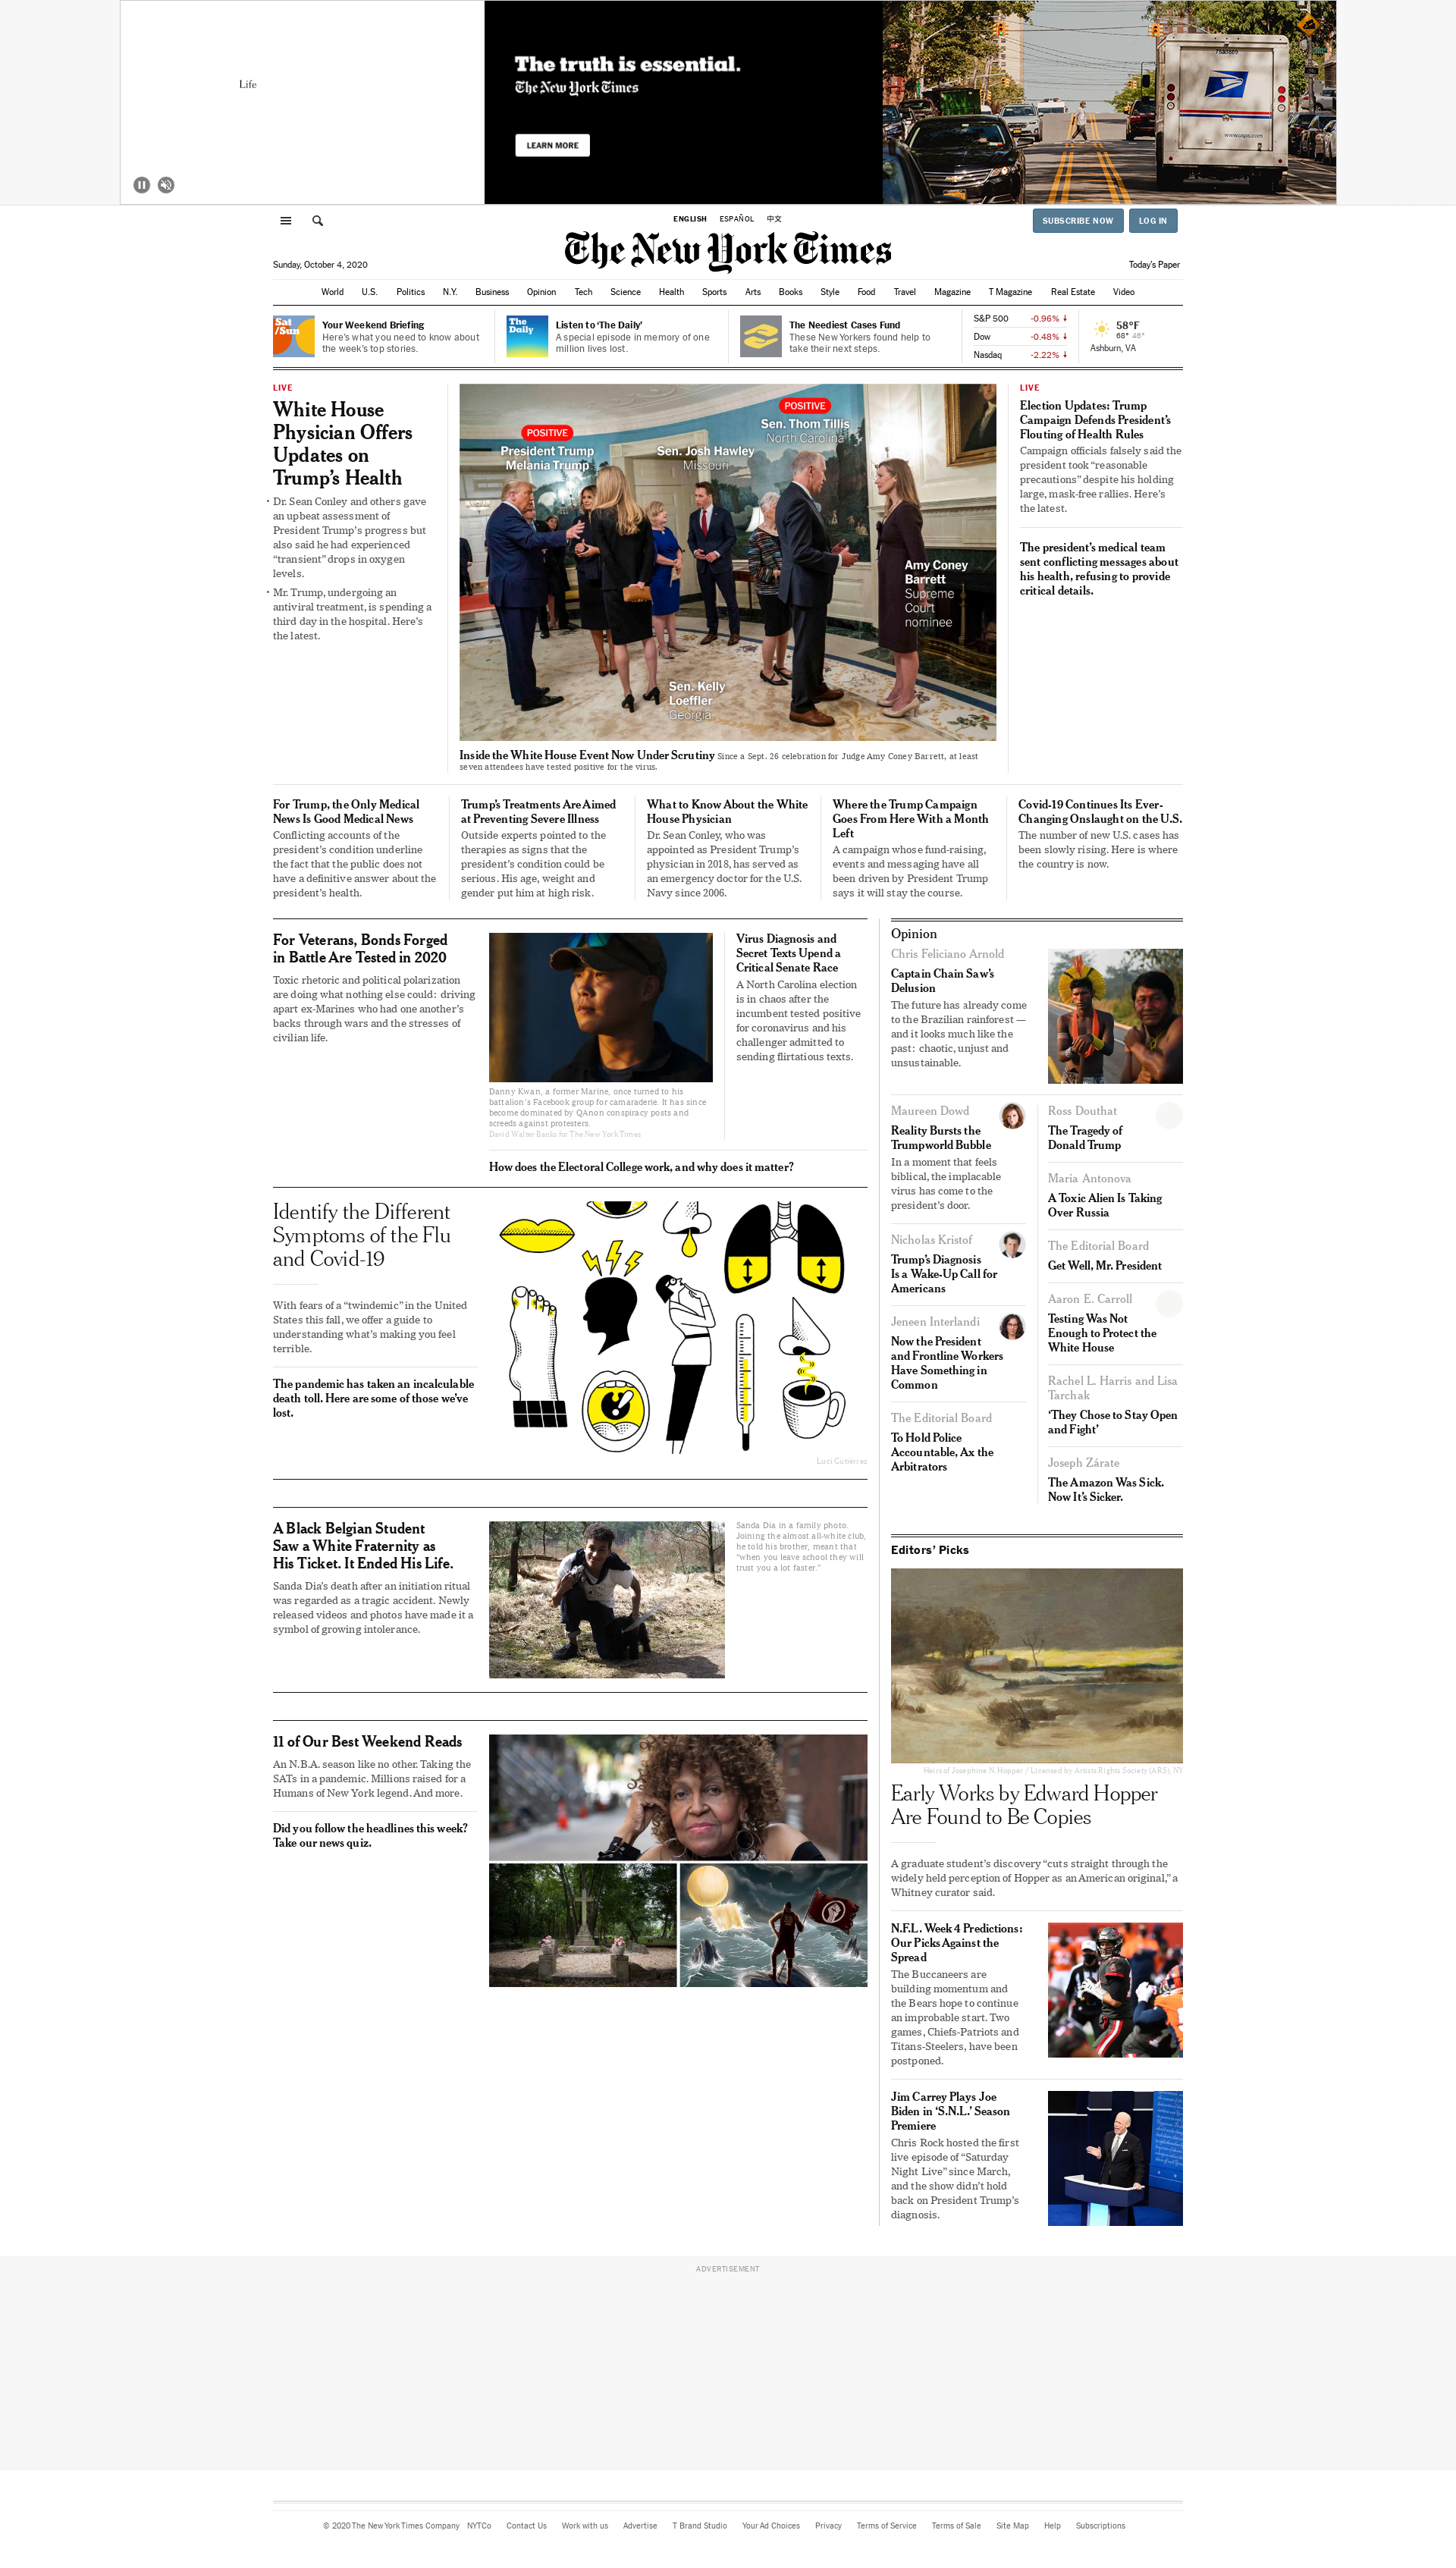 Life
The truth is essential.
The New York Times
LEARN MORE
www.usps.com
ENGLISH ESPAÑOL 中文
SUBSCRIBE NOW LOG IN
The New York Times
Sunday, October 4, 2020
Today's Paper
World U.S. Politics N.Y. Business Opinion Tech Science Health Sports Arts Books Style Food Travel Magazine T Magazine Real Estate Video
Sat
/Sun
Your Weekend Briefing
Here's what you need to know about
the week's top stories.
The
Daily
Listen to 'The Daily'
A special episode in memory of one
million lives lost.
The Neediest Cases Fund
These New Yorkers found help to
take their next steps.
S&P 500 -0.96% ↓
Dow -0.48% ↓
Nasdaq -2.22% ↓
58°F
68° 46°
Ashburn, VA
LIVE
White House
Physician Offers
Updates on
Trump's Health
• Dr. Sean Conley and others gave
an upbeat assessment of
President Trump's progress but
also said he had experienced
“transient” drops in oxygen
levels.
• Mr. Trump, undergoing an
antiviral treatment, is spending a
third day in the hospital. Here's
the latest.
POSITIVE
President Trump
Melania Trump
Sen. Josh Hawley
Missouri
POSITIVE
Sen. Thom Tillis
North Carolina
Amy Coney
Barrett
Supreme
Court
nominee
Sen. Kelly
Loeffler
Georgia
Inside the White House Event Now Under Scrutiny Since a Sept. 26 celebration for Judge Amy Coney Barrett, at least
seven attendees have tested positive for the virus.
LIVE
Election Updates: Trump
Campaign Defends President's
Flouting of Health Rules
Campaign officials falsely said the
president took “reasonable
precautions” despite his holding
large, mask-free rallies. Here's
the latest.
The president's medical team
sent conflicting messages about
his health, refusing to provide
critical details.
For Trump, the Only Medical
News Is Good Medical News
Conflicting accounts of the
president's condition underline
the fact that the public does not
have a definitive answer about the
president's health.
Trump's Treatments Are Aimed
at Preventing Severe Illness
Outside experts pointed to the
therapies as signs that the
president's condition could be
serious. His age, weight and
gender put him at high risk.
What to Know About the White
House Physician
Dr. Sean Conley, who was
appointed as President Trump's
physician in 2018, has served as
an emergency doctor for the U.S.
Navy since 2006.
Where the Trump Campaign
Goes From Here With a Month
Left
A campaign whose fund-raising,
events and messaging have all
been driven by President Trump
says it will stay the course.
Covid-19 Continues Its Ever-
Changing Onslaught on the U.S.
The number of new U.S. cases has
been slowly rising. Here is where
the country is now.
For Veterans, Bonds Forged
in Battle Are Tested in 2020
Toxic rhetoric and political polarization
are doing what nothing else could: driving
apart ex-Marines who had one another's
backs through wars and the stresses of
civilian life.
Danny Kwan, a former Marine, once turned to his
battalion's Facebook group for camaraderie. It has since
become dominated by QAnon conspiracy posts and
screeds against protesters.
David Walter Banks for The New York Times
Virus Diagnosis and
Secret Texts Upend a
Critical Senate Race
A North Carolina election
is in chaos after the
incumbent tested positive
for coronavirus and his
challenger admitted to
sending flirtatious texts.
How does the Electoral College work, and why does it matter?
Identify the Different
Symptoms of the Flu
and Covid-19
With fears of a “twindemic” in the United
States this fall, we offer a guide to
understanding what's making you feel
terrible.
The pandemic has taken an incalculable
death toll. Here are some of those we've
lost.
Luci Gutiérrez
A Black Belgian Student
Saw a White Fraternity as
His Ticket. It Ended His Life.
Sanda Dia's death after an initiation ritual
was regarded as a tragic accident. Newly
released videos and photos have made it a
symbol of growing intolerance.
Sanda Dia in a family photo.
Joining the almost all-white club,
he told his brother, meant that
“when you leave school they will
trust you a lot faster.”
11 of Our Best Weekend Reads
An N.B.A. season like no other. Taking the
SATs in a pandemic. Millions raised for a
Humans of New York legend. And more.
Did you follow the headlines this week?
Take our news quiz.
Opinion
Chris Feliciano Arnold
Captain Chain Saw's
Delusion
The future has already come
to the Brazilian rainforest —
and it looks much like the
past: chaotic, unjust and
unsustainable.
Maureen Dowd
Reality Bursts the
Trumpworld Bubble
In a moment that feels
biblical, the implacable
virus has come to the
president's door.
Nicholas Kristof
Trump's Diagnosis
Is a Wake-Up Call for
Americans
Jeneen Interlandi
Now the President
and Frontline Workers
Have Something in
Common
The Editorial Board
To Hold Police
Accountable, Ax the
Arbitrators
Ross Douthat
The Tragedy of
Donald Trump
Maria Antonova
A Toxic Alien Is Taking
Over Russia
The Editorial Board
Get Well, Mr. President
Aaron E. Carroll
Testing Was Not
Enough to Protect the
White House
Rachel L. Harris and Lisa
Tarchak
‘They Chose to Stay Open
and Fight’
Joseph Zárate
The Amazon Was Sick.
Now It's Sicker.
Editors' Picks
Heirs of Josephine N. Hopper / Licensed by Artists Rights Society (ARS), NY
Early Works by Edward Hopper
Are Found to Be Copies
A graduate student's discovery “cuts straight through the
widely held perception of Hopper as an American original,” a
Whitney curator said.
N.F.L. Week 4 Predictions:
Our Picks Against the
Spread
The Buccaneers are
building momentum and
the Bears hope to continue
an improbable start. Two
games, Chiefs-Patriots and
Titans-Steelers, have been
postponed.
Jim Carrey Plays Joe
Biden in ‘S.N.L.’ Season
Premiere
Chris Rock hosted the first
live episode of “Saturday
Night Live” since March,
and the show didn't hold
back on President Trump's
diagnosis.
ADVERTISEMENT
© 2020 The New York Times Company NYTCo Contact Us Work with us Advertise T Brand Studio Your Ad Choices Privacy Terms of Service Terms of Sale Site Map Help Subscriptions